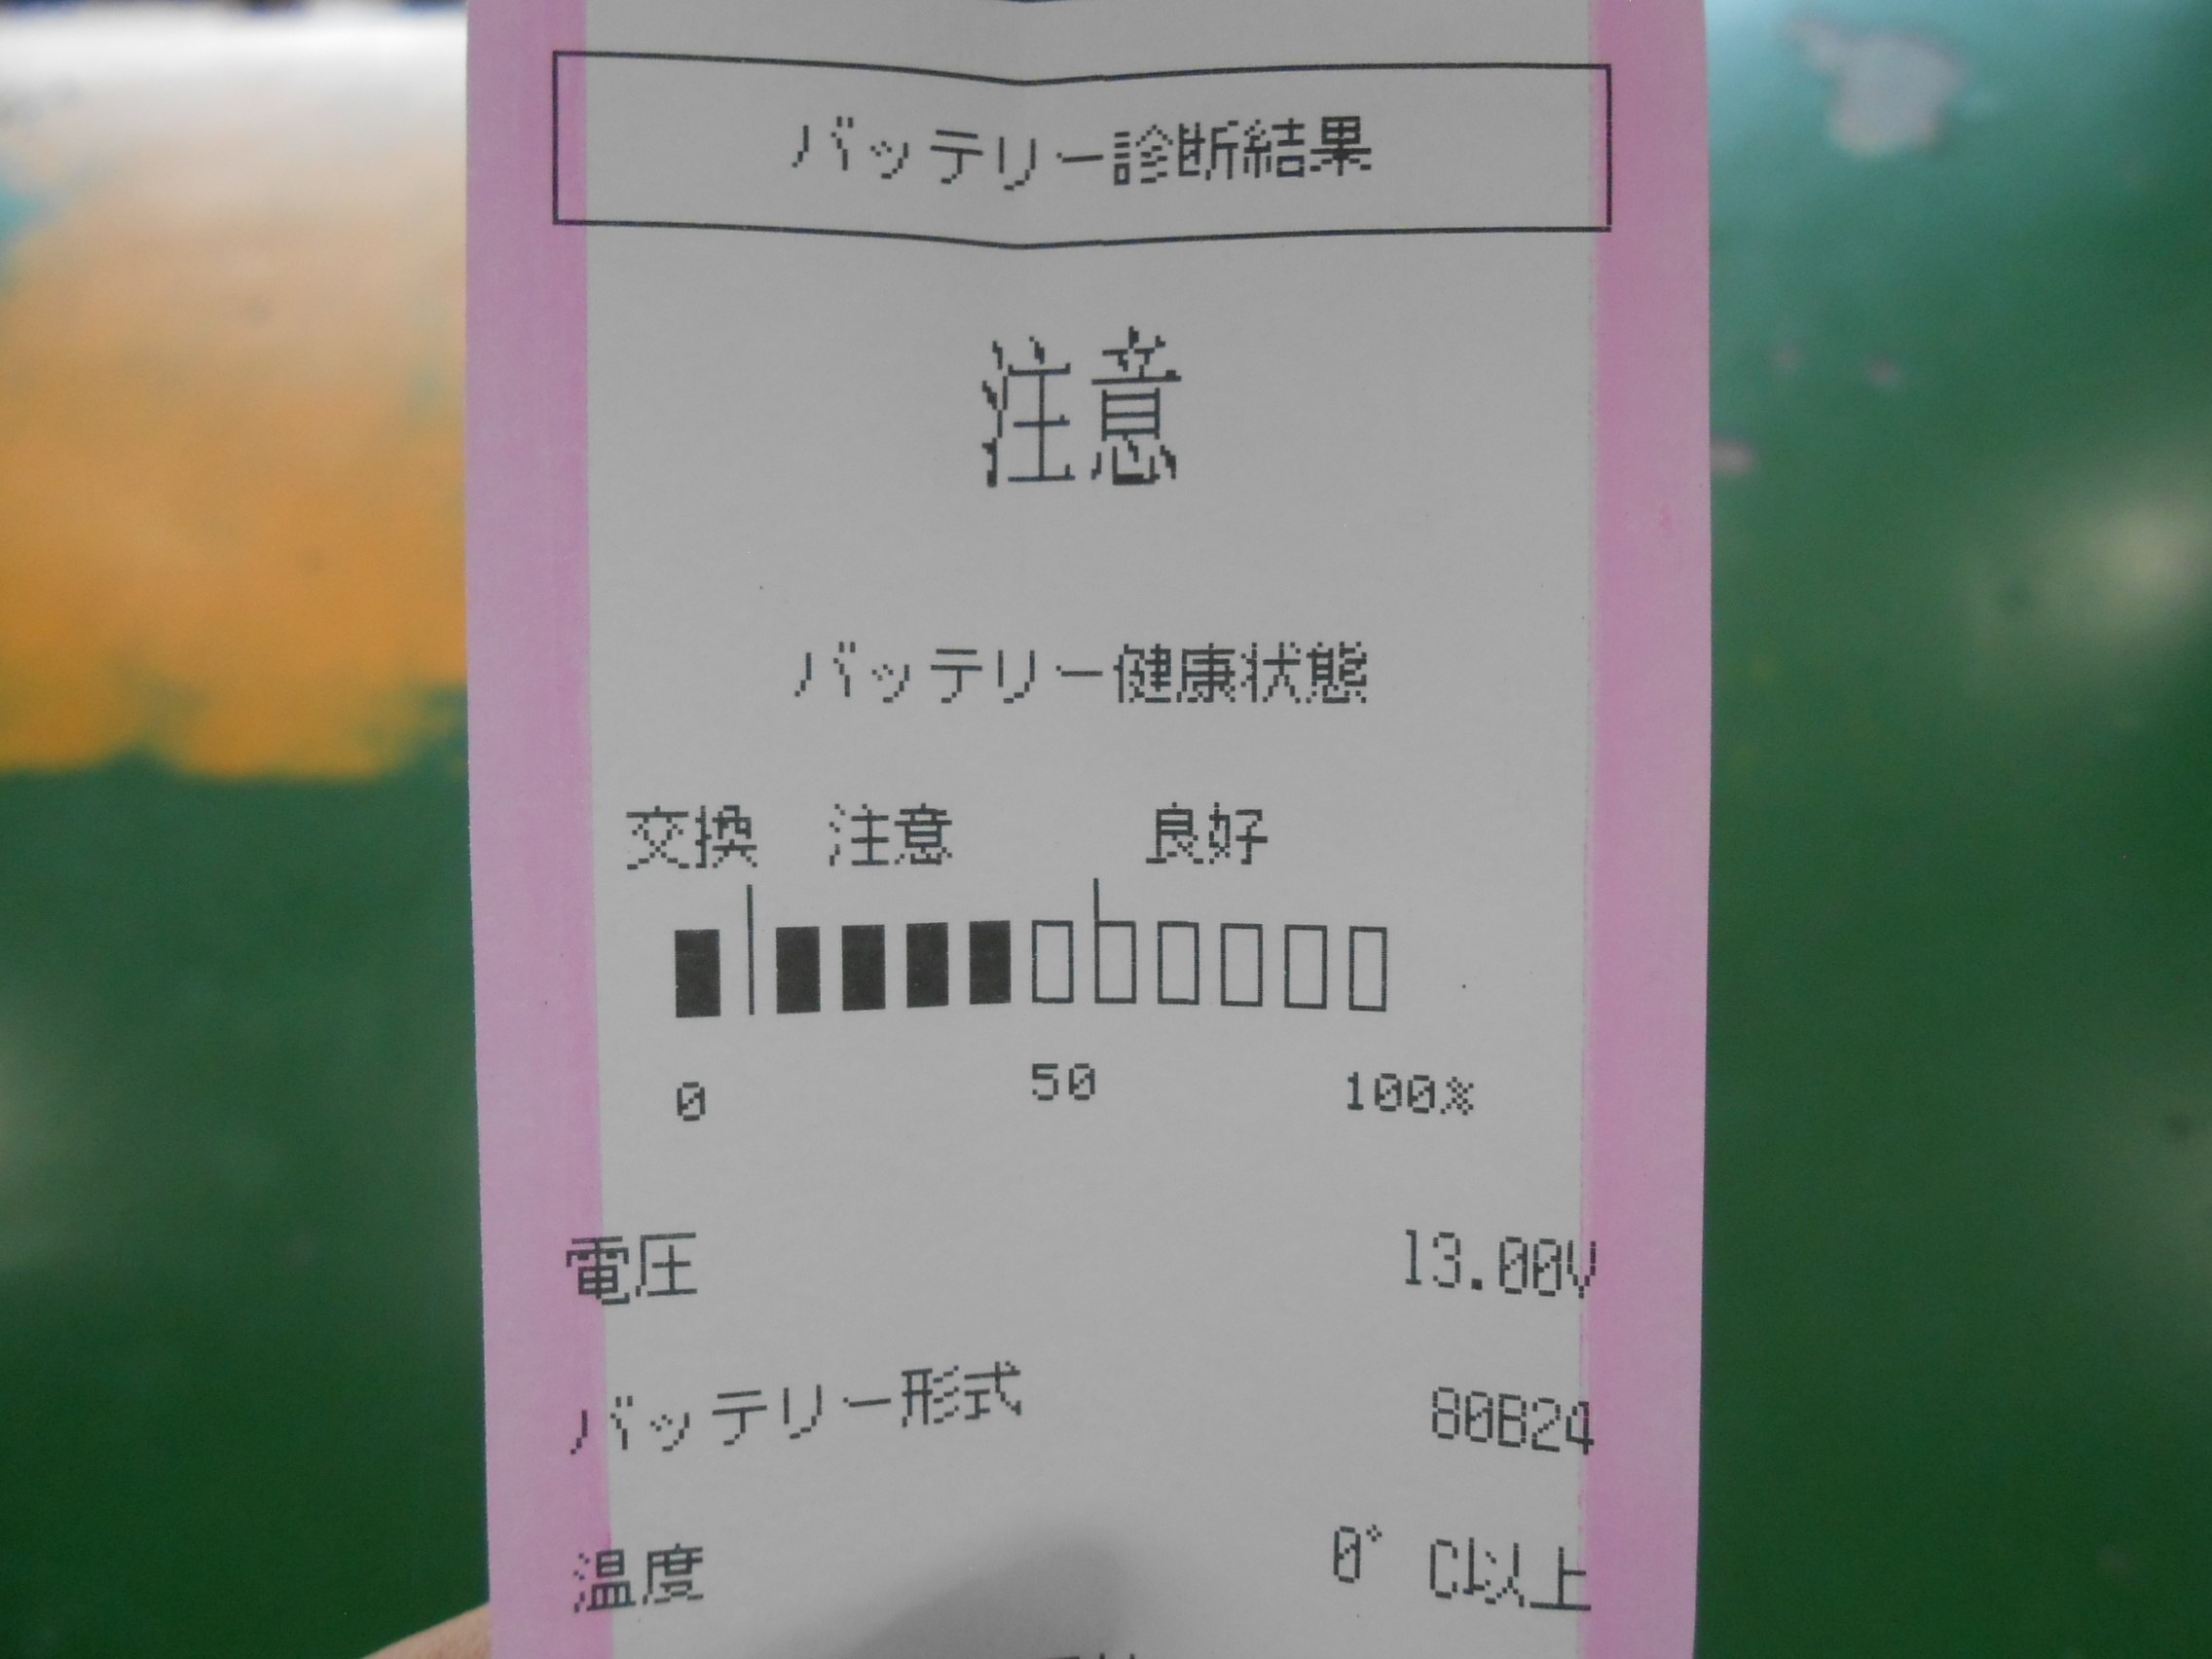 バッテリー診断結果
注意
バッテリー健康状態
交換 注意 良好
0 50 100%
電圧 13.00V
バッテリー形式 80B24
温度 0°C以上